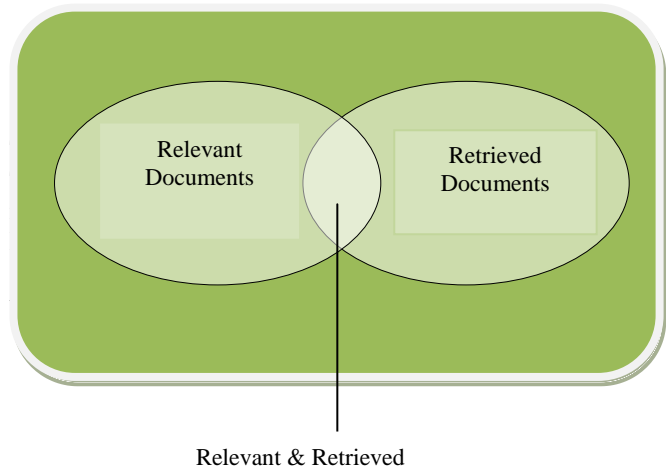 Relevant
Documents
Retrieved
Documents
Relevant & Retrieved